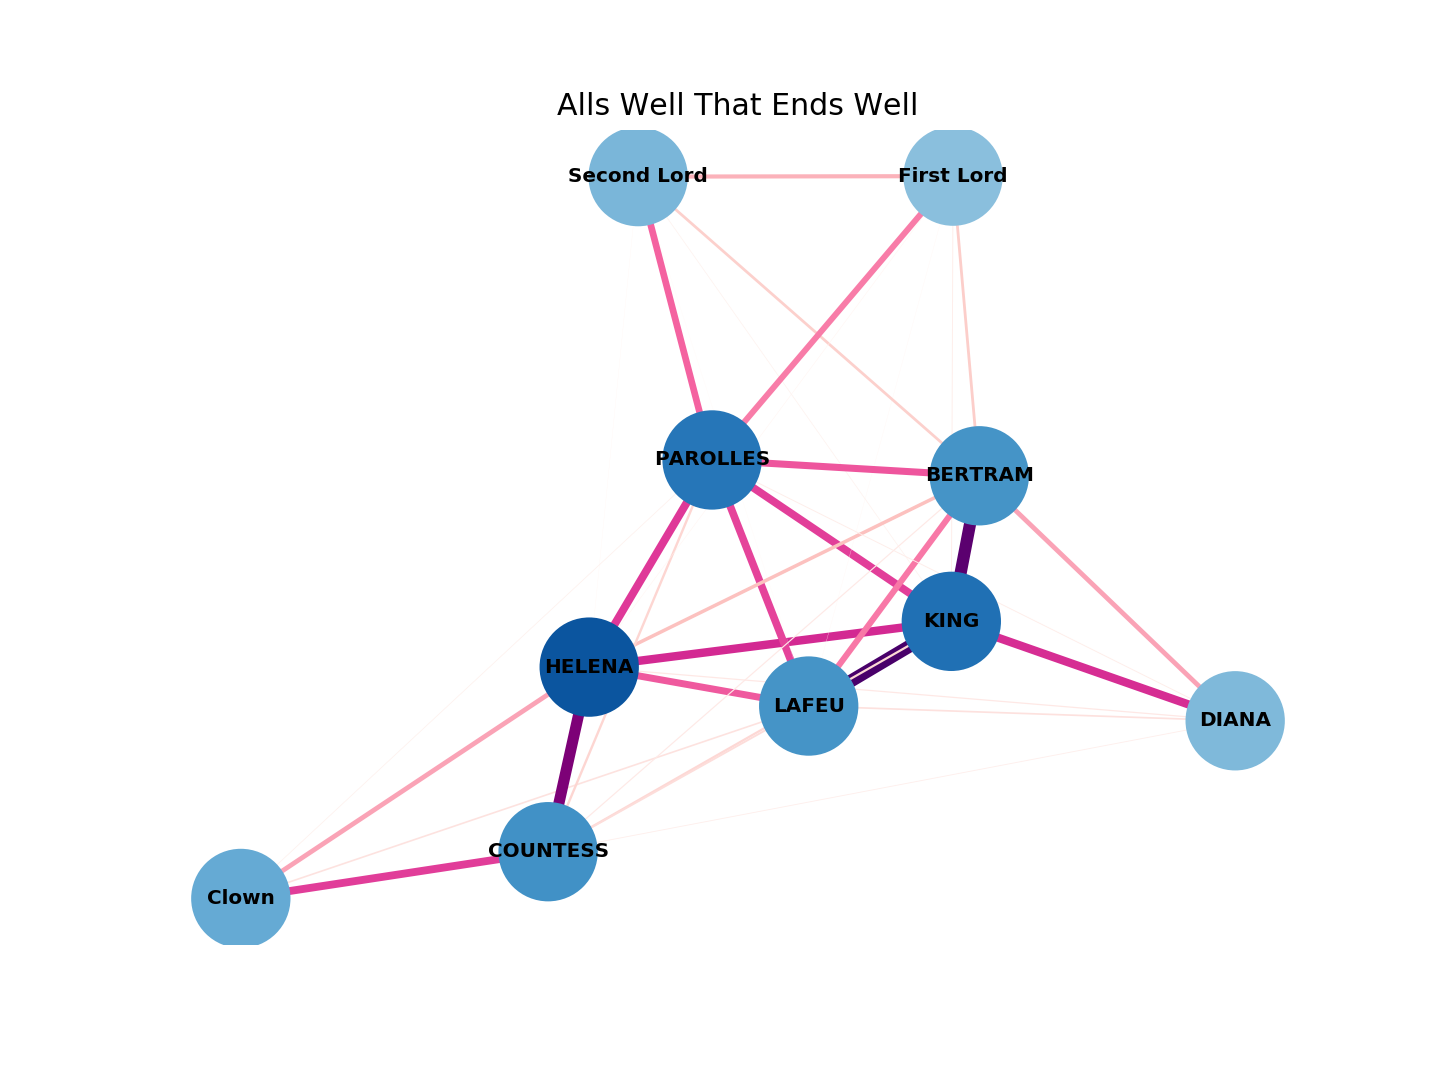 Alls Well That Ends Well
Second Lord
First Lord
PAROLLES
BERTRAM
KING
HELENA
LAFEU
DIANA
COUNTESS
Clown